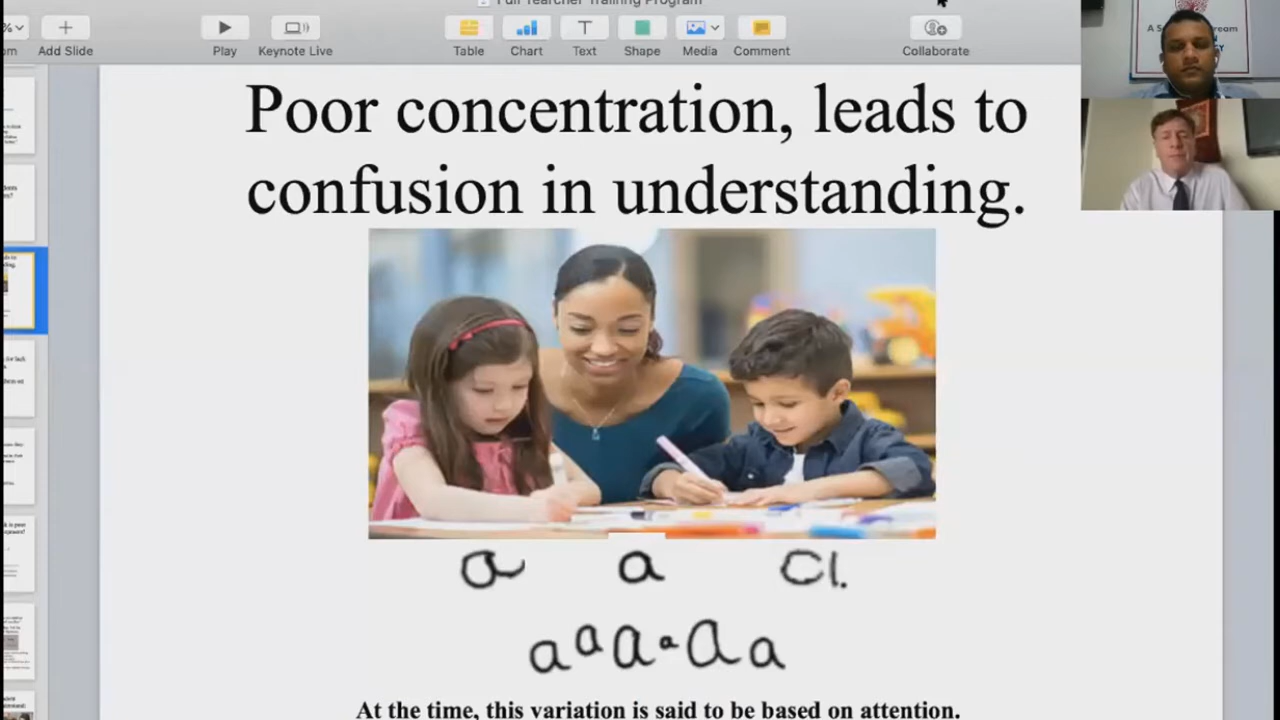 Full Tearcher Training Program
Add Slide
Play
Keynote Live
Table
Chart
Text
Shape
Media
Comment
Collaborate
Poor concentration, leads to
confusion in understanding.
a a a
a a a a a a
At the time, this variation is said to be based on attention.